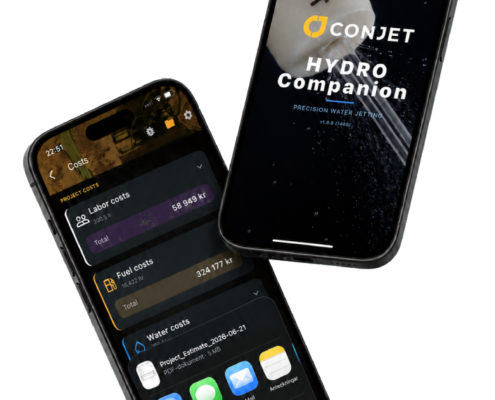 CONJET
HYDRO
Companion
PRECISION WATER JETTING
22:51
Costs
PROJECT COSTS
Labor costs
Total
58 949 kr
Fuel costs
Total
324 177 kr
Water costs
Project_Estimate_2026-06-21
PDF-dokument · 5 MB
Mail
Anteckningar